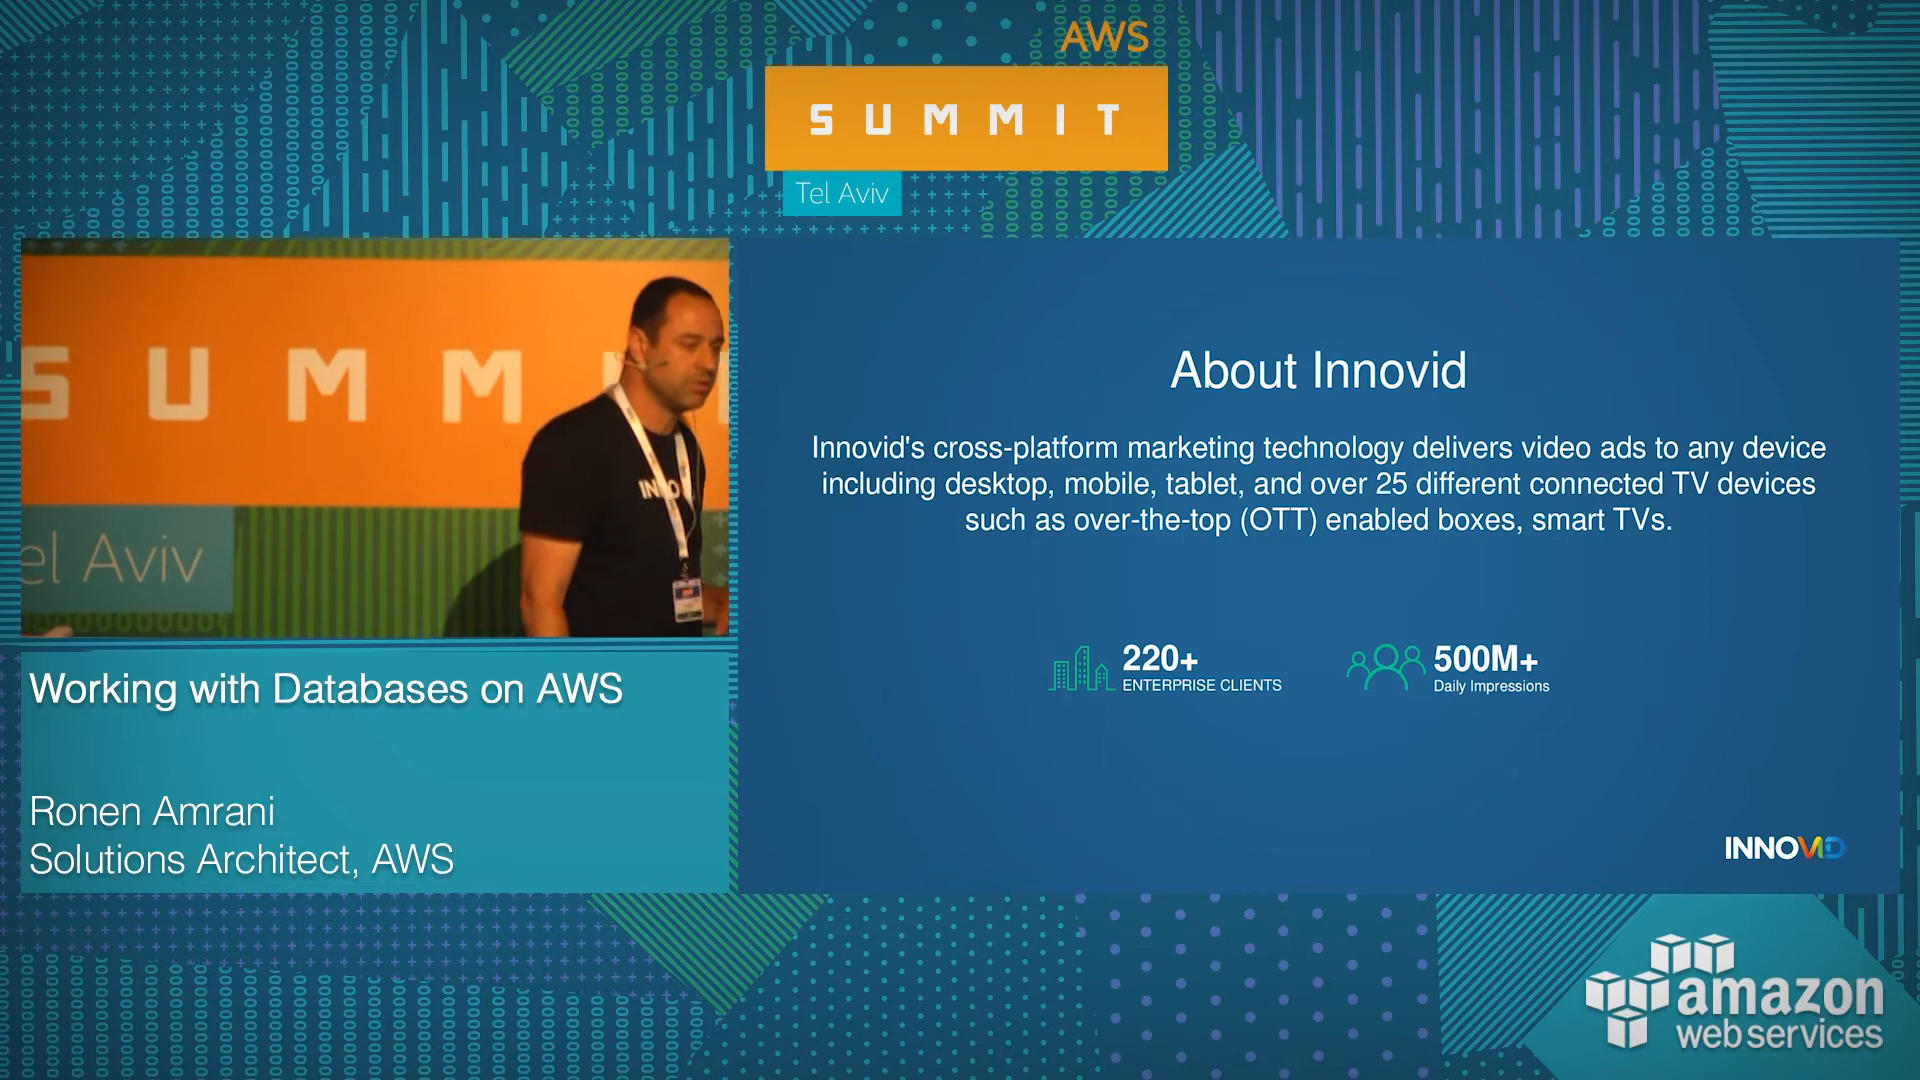 AWS
SUMMIT
Tel Aviv
SUMM
el Aviv
INNO
Working with Databases on AWS
Ronen Amrani
Solutions Architect, AWS
About Innovid
Innovid's cross-platform marketing technology delivers video ads to any device
including desktop, mobile, tablet, and over 25 different connected TV devices
such as over-the-top (OTT) enabled boxes, smart TVs.
220+
ENTERPRISE CLIENTS
500M+
Daily Impressions
INNOVID
amazon
web services